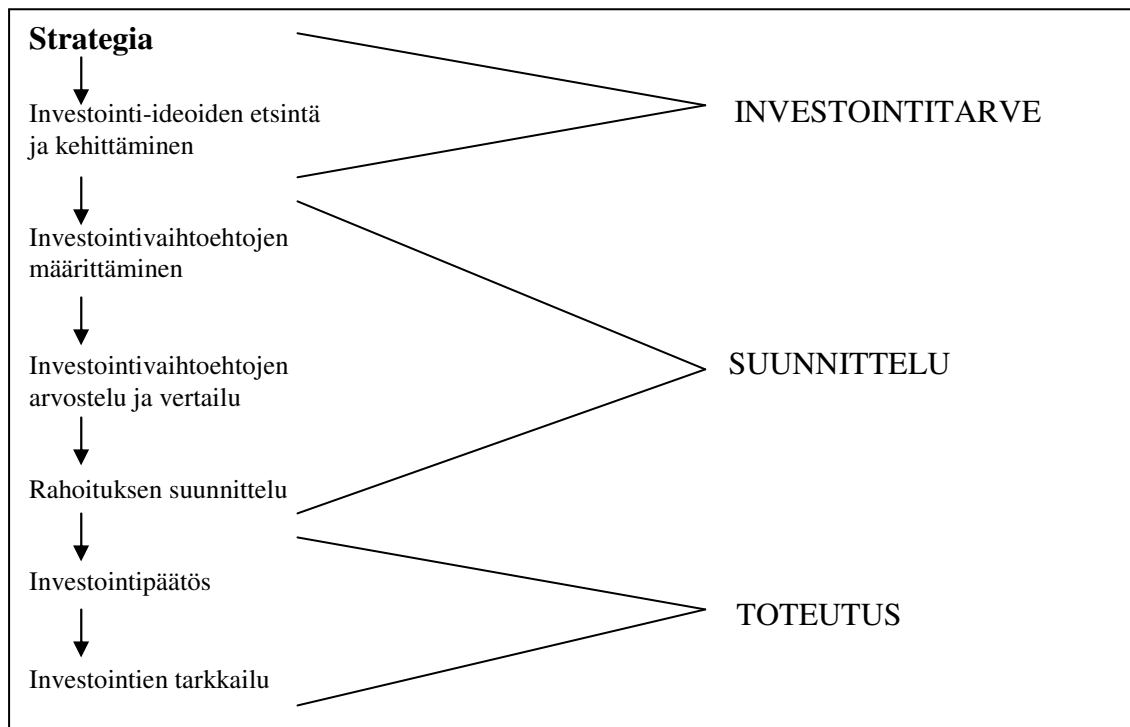 Strategia
Investointi-ideoiden etsintä
ja kehittäminen
INVESTOINTITARVE
Investointivaihtoehtojen
määrittäminen
Investointivaihtoehtojen
arvostelu ja vertailu
SUUNNITTELU
Rahoituksen suunnittelu
Investointipäätös
TOTEUTUS
Investointien tarkkailu